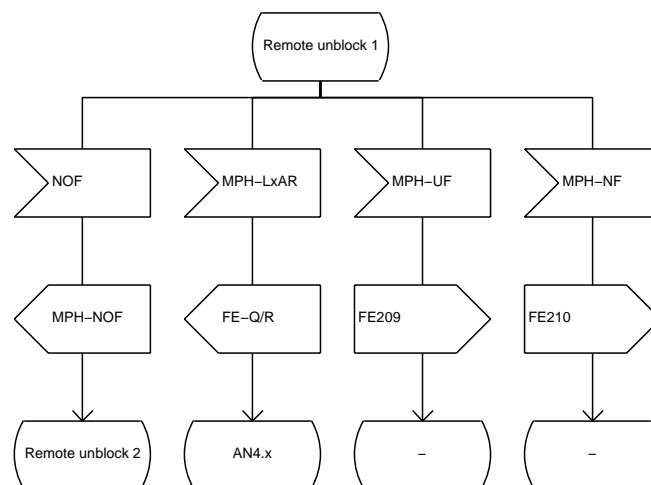 Remote unblock 1
NOF
MPH−LxAR
MPH−UF
MPH−NF
MPH−NOF
FE−Q/R
FE209
FE210
Remote unblock 2
AN4.x
−
−